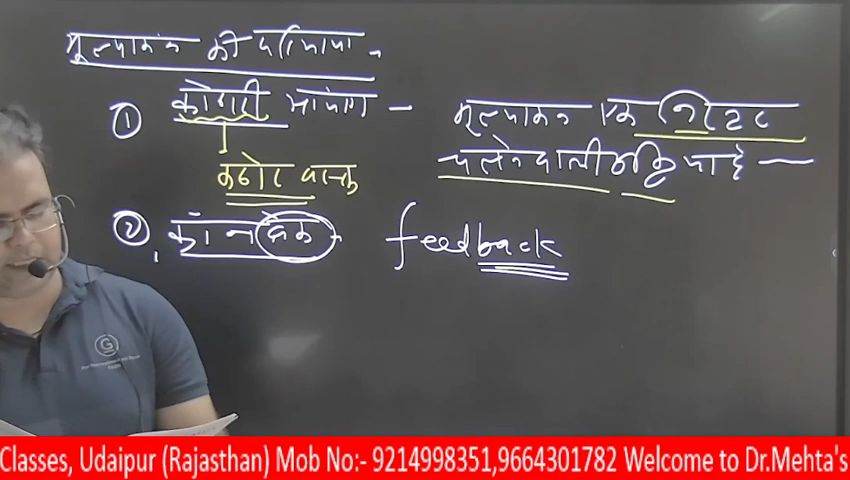 मूल्यांकन की परिभाषा -
① कोठारी आयोग - मूल्यांकन एक निरंतर
चलने वाली प्रक्रिया है —
कठोर
② क्रॉनबैक - feedback
G
Classes, Udaipur (Rajasthan) Mob No:- 9214998351,9664301782 Welcome to Dr.Mehta's